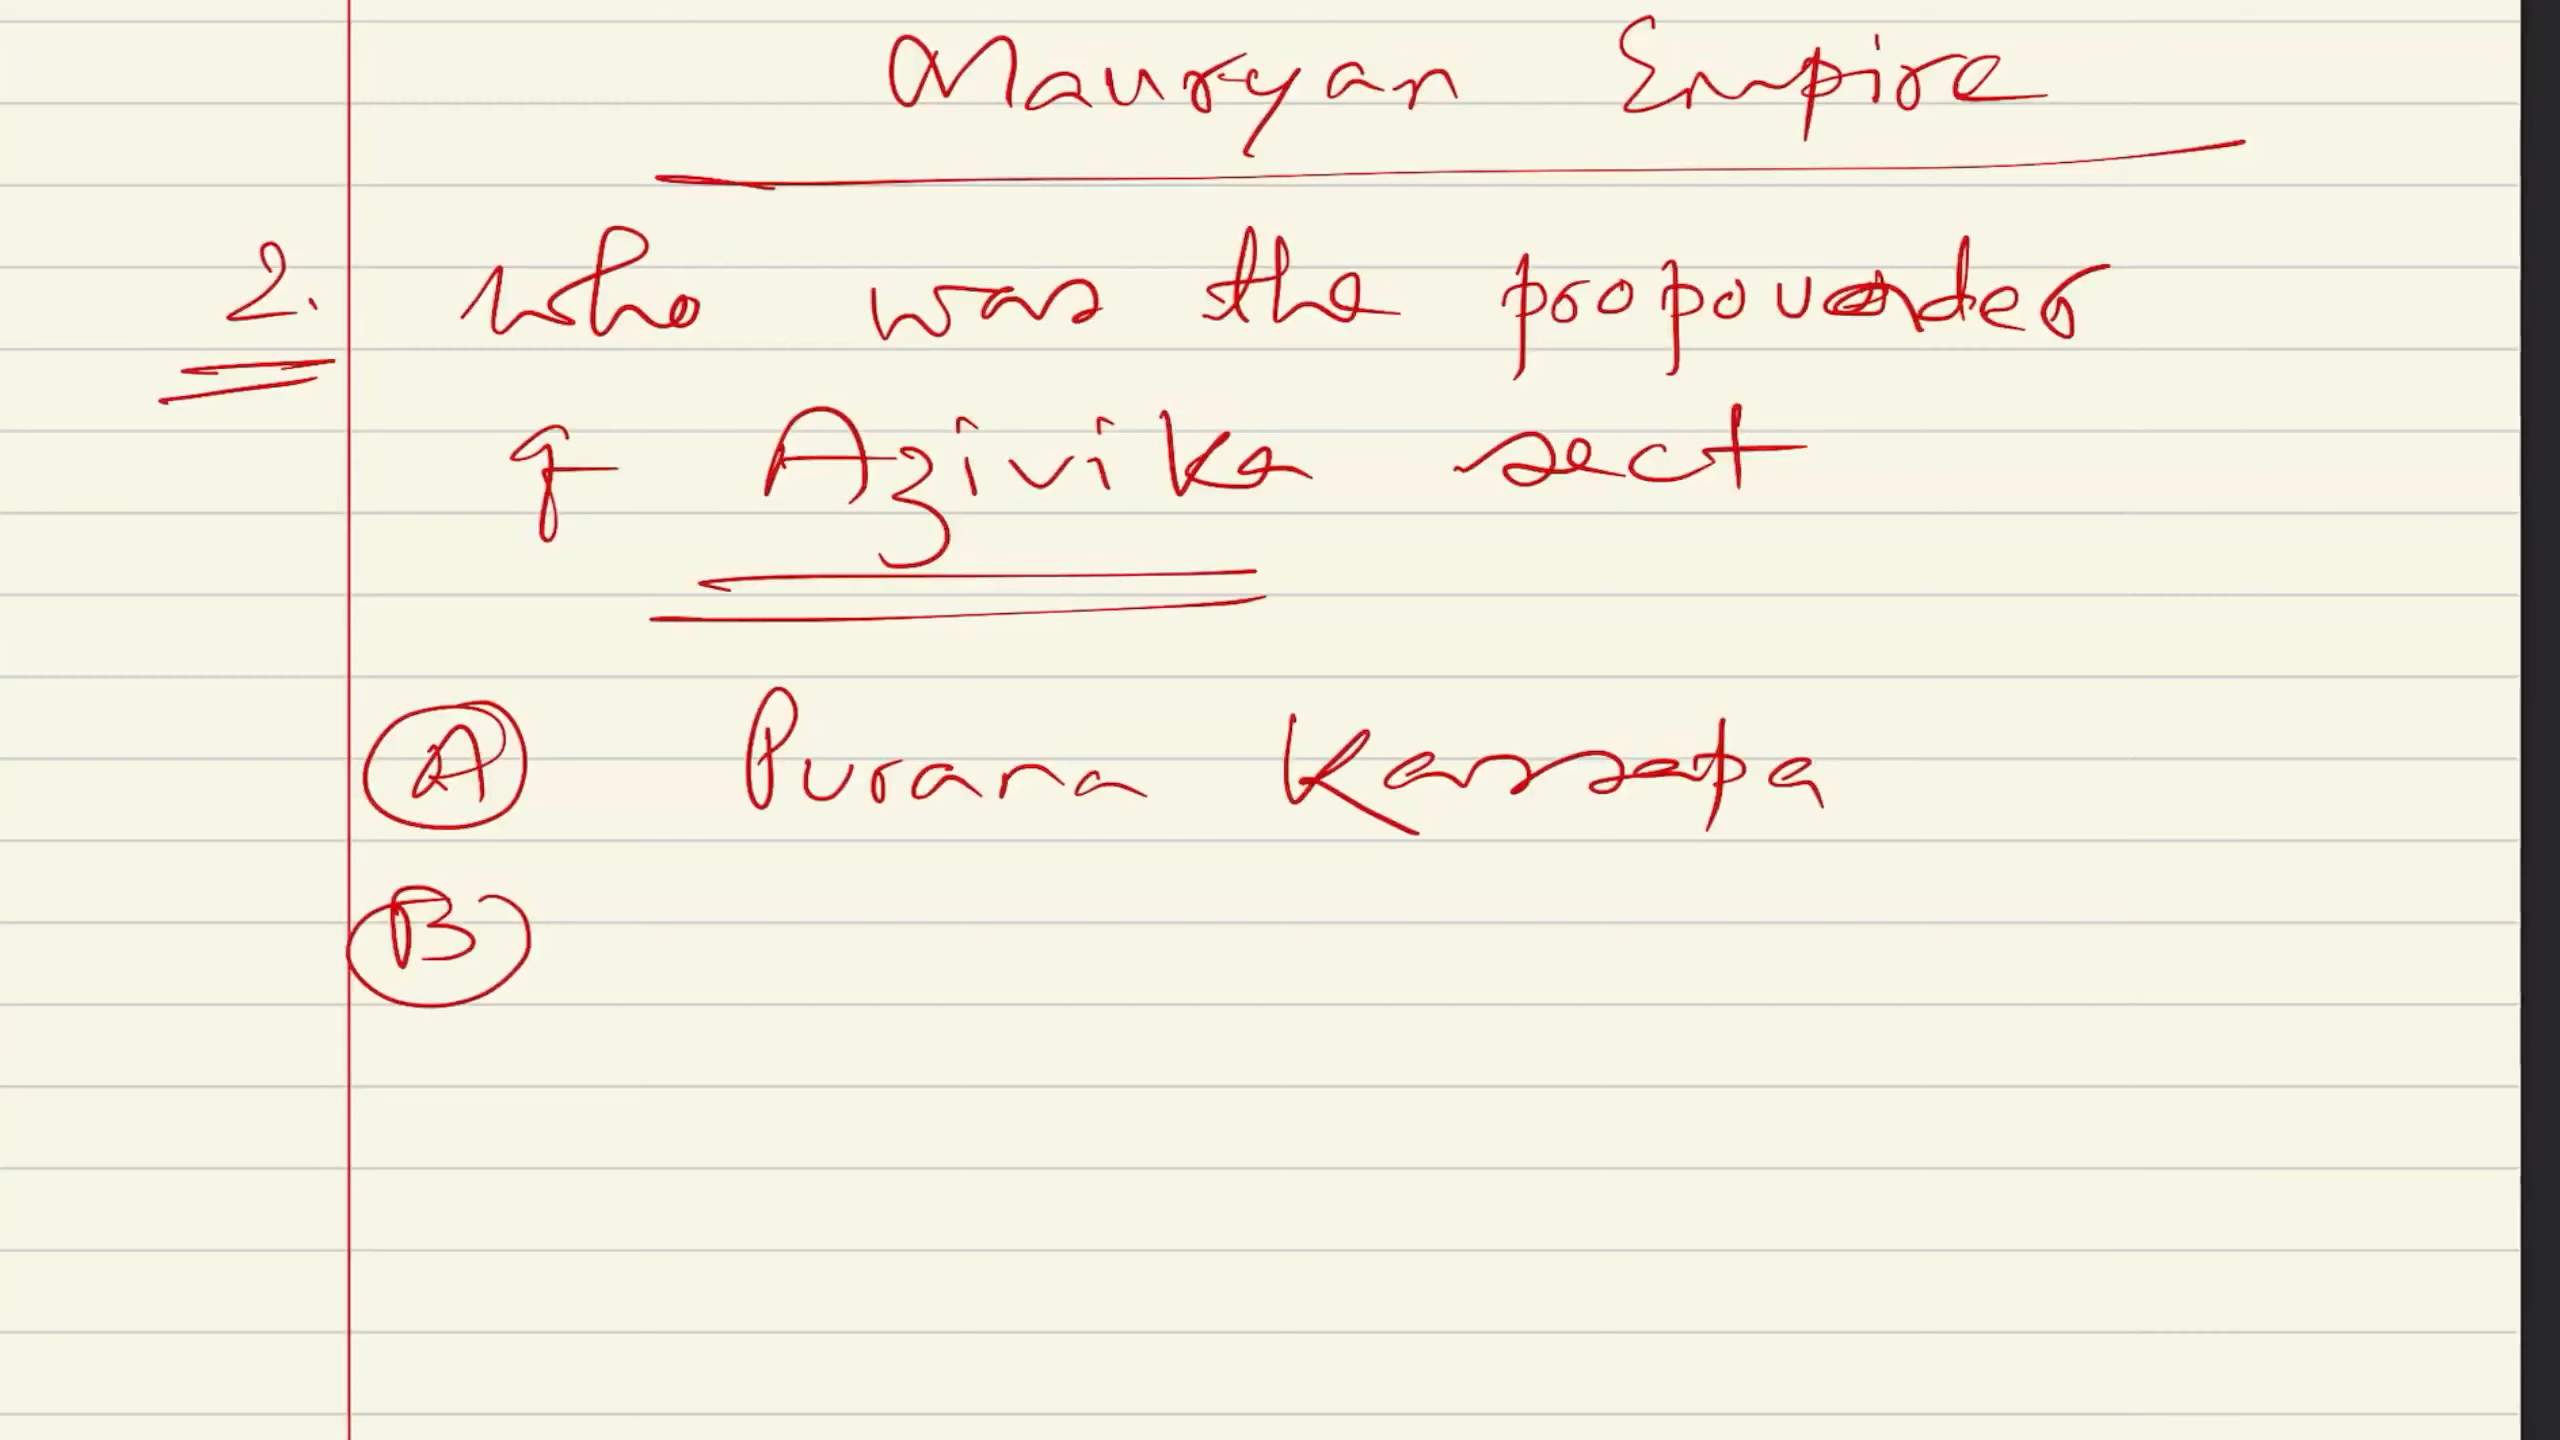 Mauryan Empire
2. who was the propounder
of Azivika sect
A Purana Kassapa
B